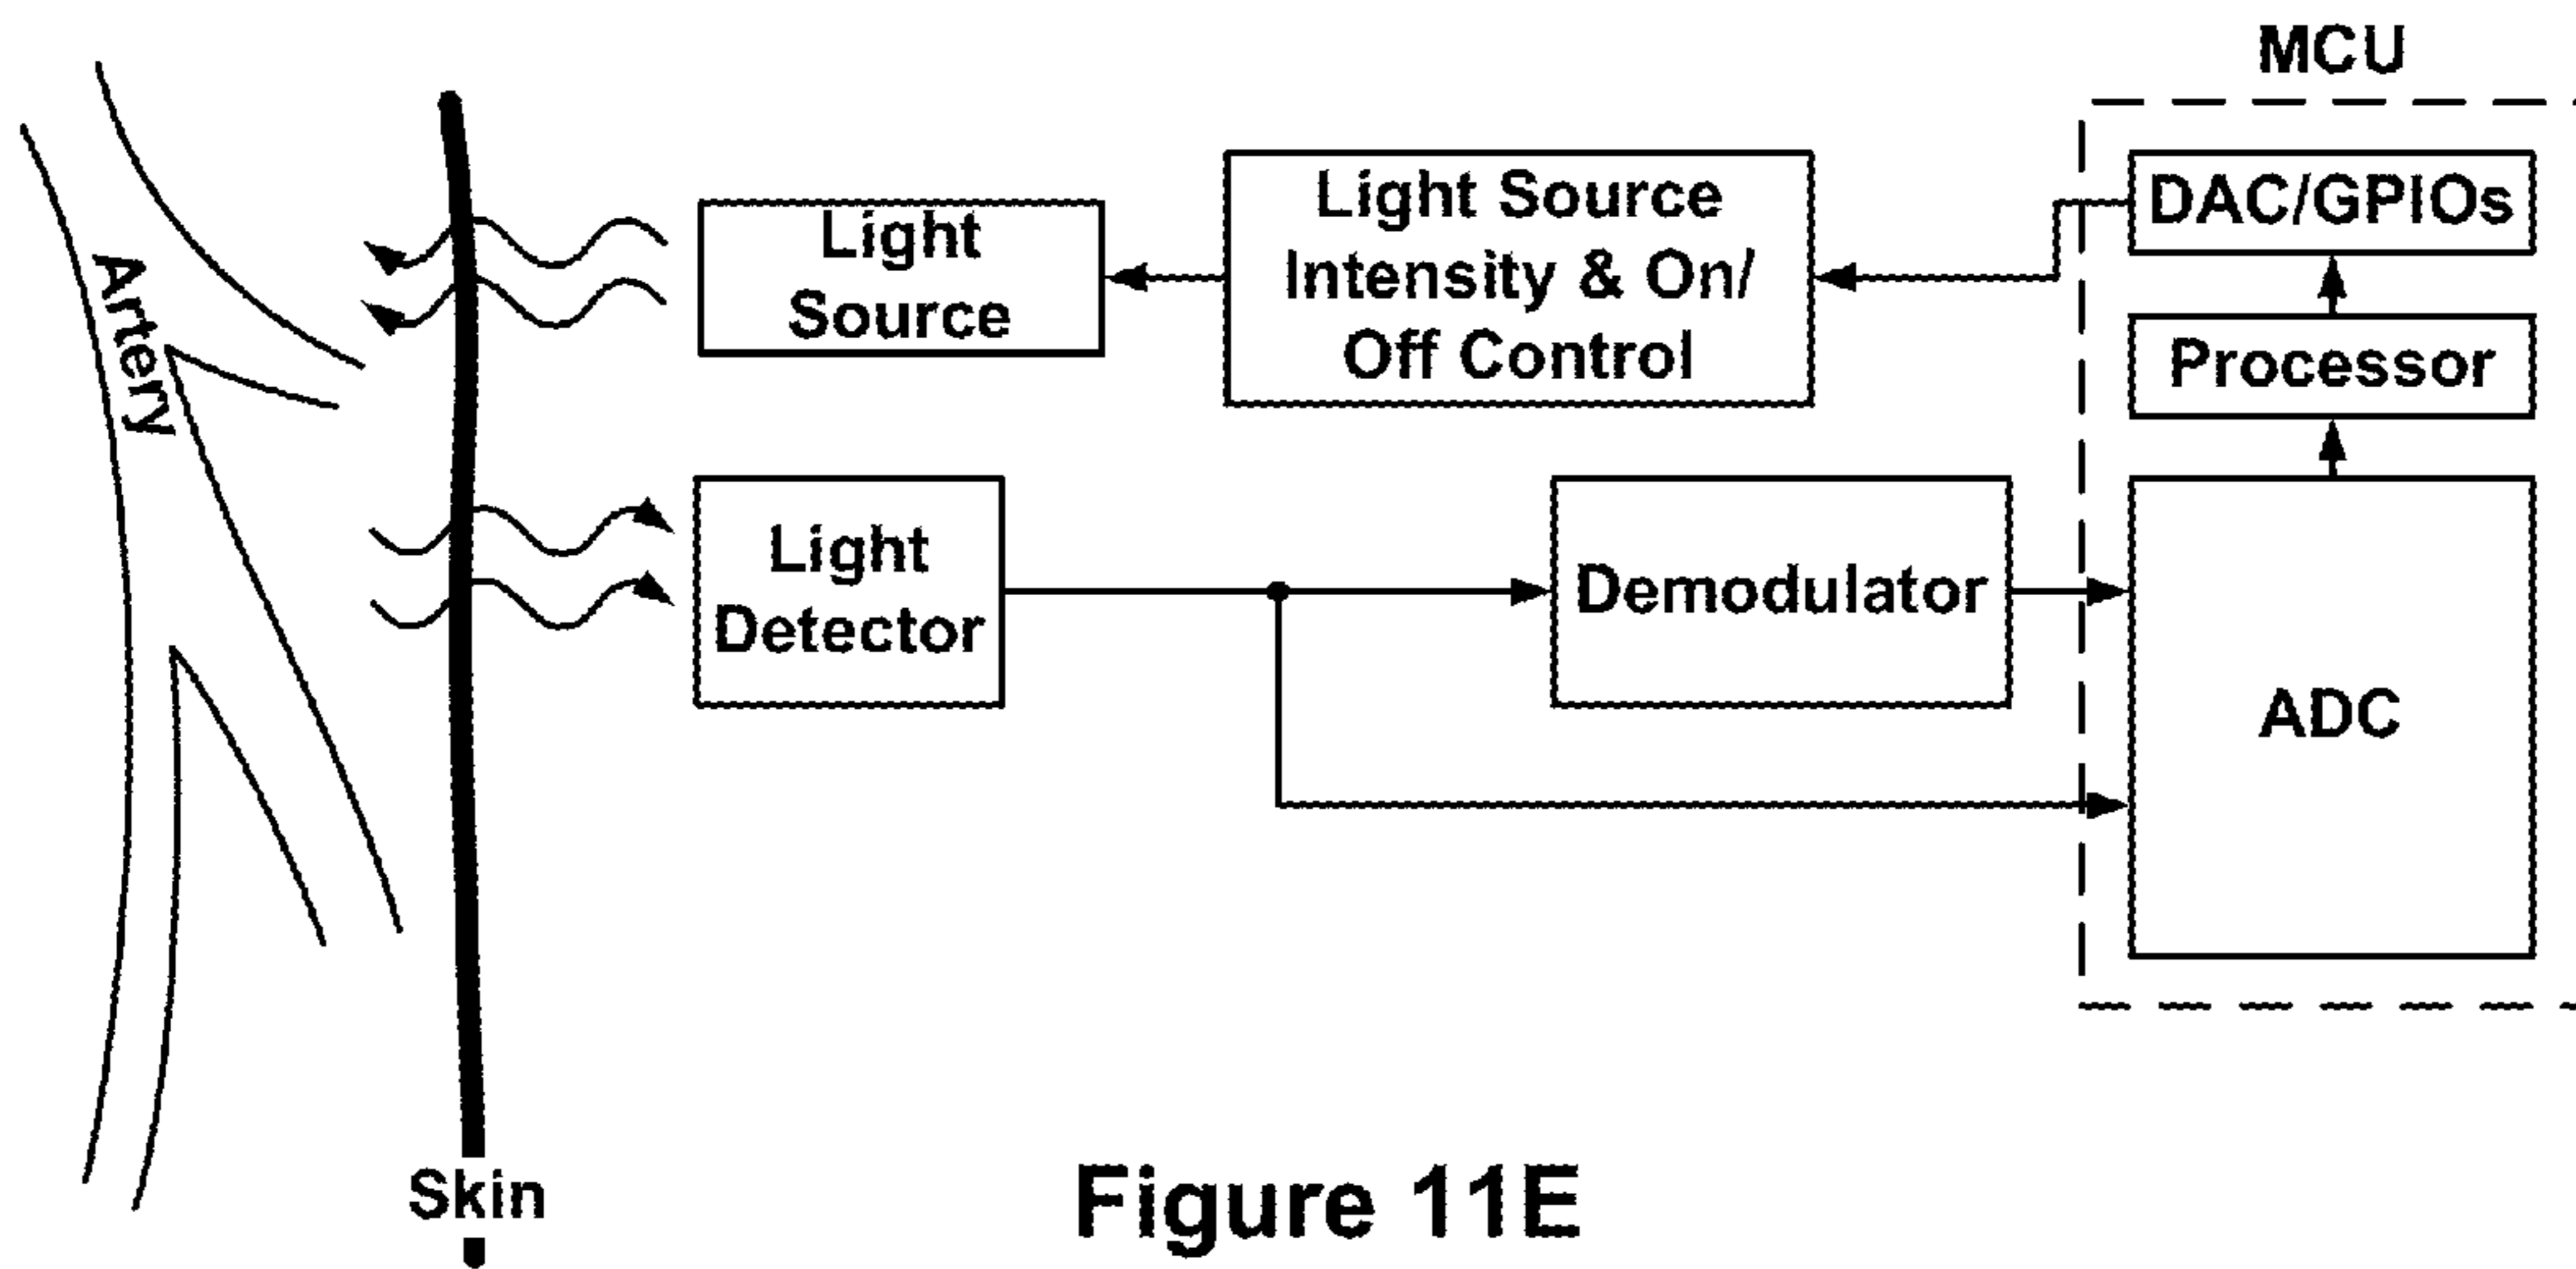 MCU
Light Source
Intensity & On/
Off Control
DAC/GPIOs
Light
Source
Artery
Processor
Light
Detector
Demodulator
ADC
Skin
Figure 11E